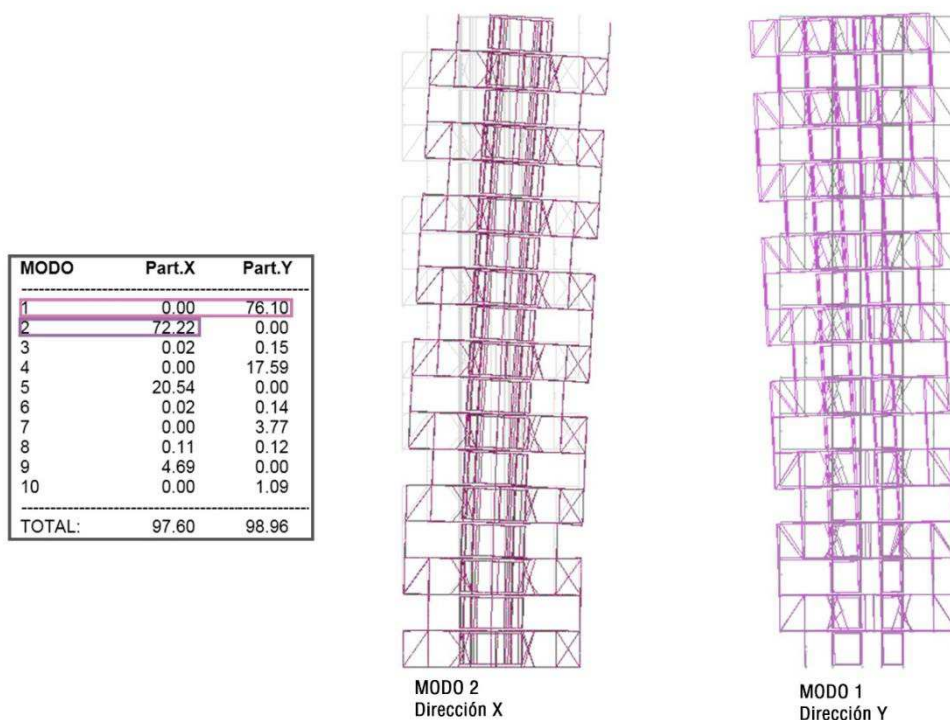 MODO Part.X Part.Y
1 0.00 76.10
2 72.22 0.00
3 0.02 0.15
4 0.00 17.59
5 20.54 0.00
6 0.02 0.14
7 0.00 3.77
8 0.11 0.12
9 4.69 0.00
10 0.00 1.09
TOTAL: 97.60 98.96
MODO 2
Dirección X
MODO 1
Dirección Y